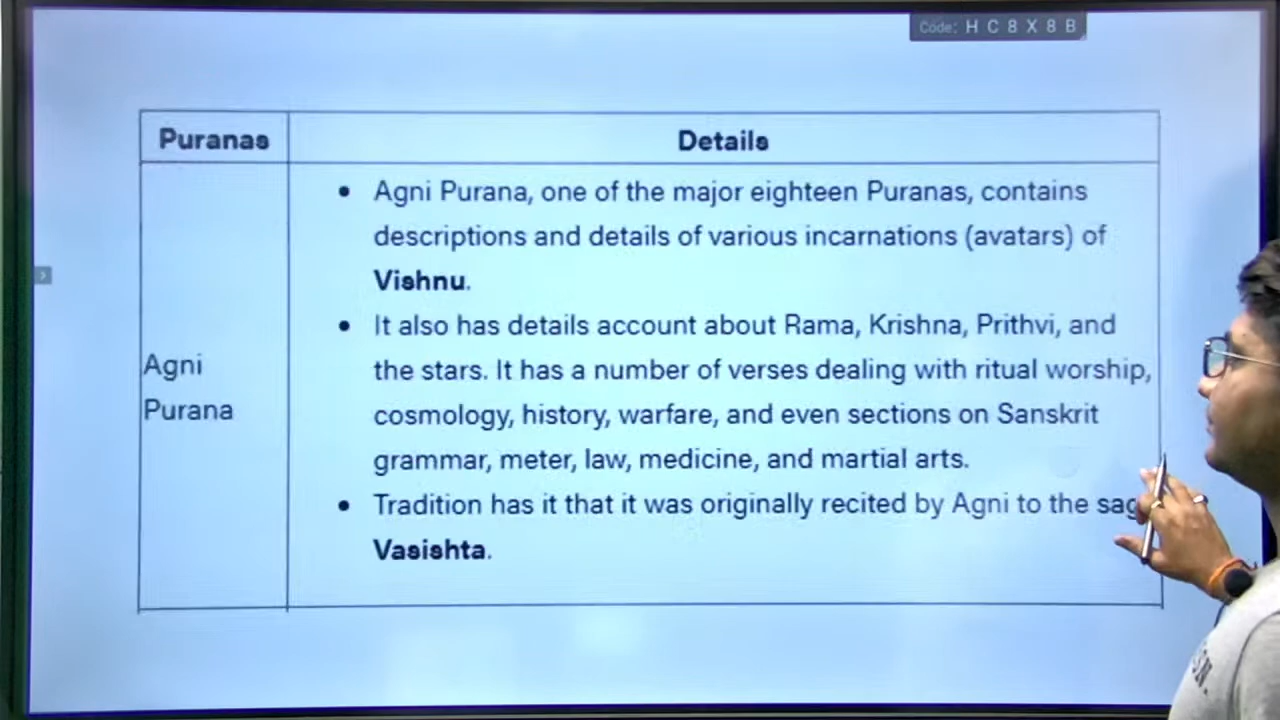 Code: H C 8 X 8 B
Puranas
Details
Agni Purana, one of the major eighteen Puranas, contains
descriptions and details of various incarnations (avatars) of
Vishnu.
It also has details account about Rama, Krishna, Prithvi, and
the stars. It has a number of verses dealing with ritual worship,
cosmology, history, warfare, and even sections on Sanskrit
grammar, meter, law, medicine, and martial arts.
Agni
Purana
Tradition has it that it was originally recited by Agni to the
Vasishta.